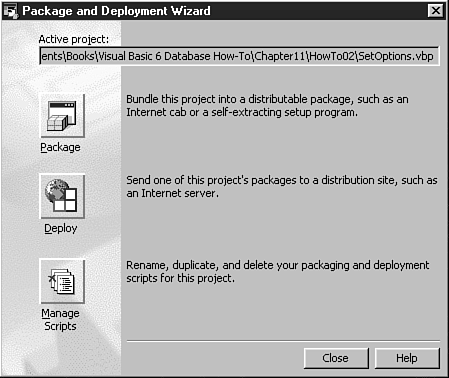 Package and Deployment Wizard
Active project:
ents\Books\Visual Basic 6 Database How-To\Chapter11\HowTo02\SetOptions.vbp
Bundle this project into a distributable package, such as an
Internet cab or a self-extracting setup program.
Package
Send one of this project's packages to a distribution site, such as
an Internet server.
Deploy
Rename, duplicate, and delete your packaging and deployment
scripts for this project.
Manage
Scripts
Close
Help